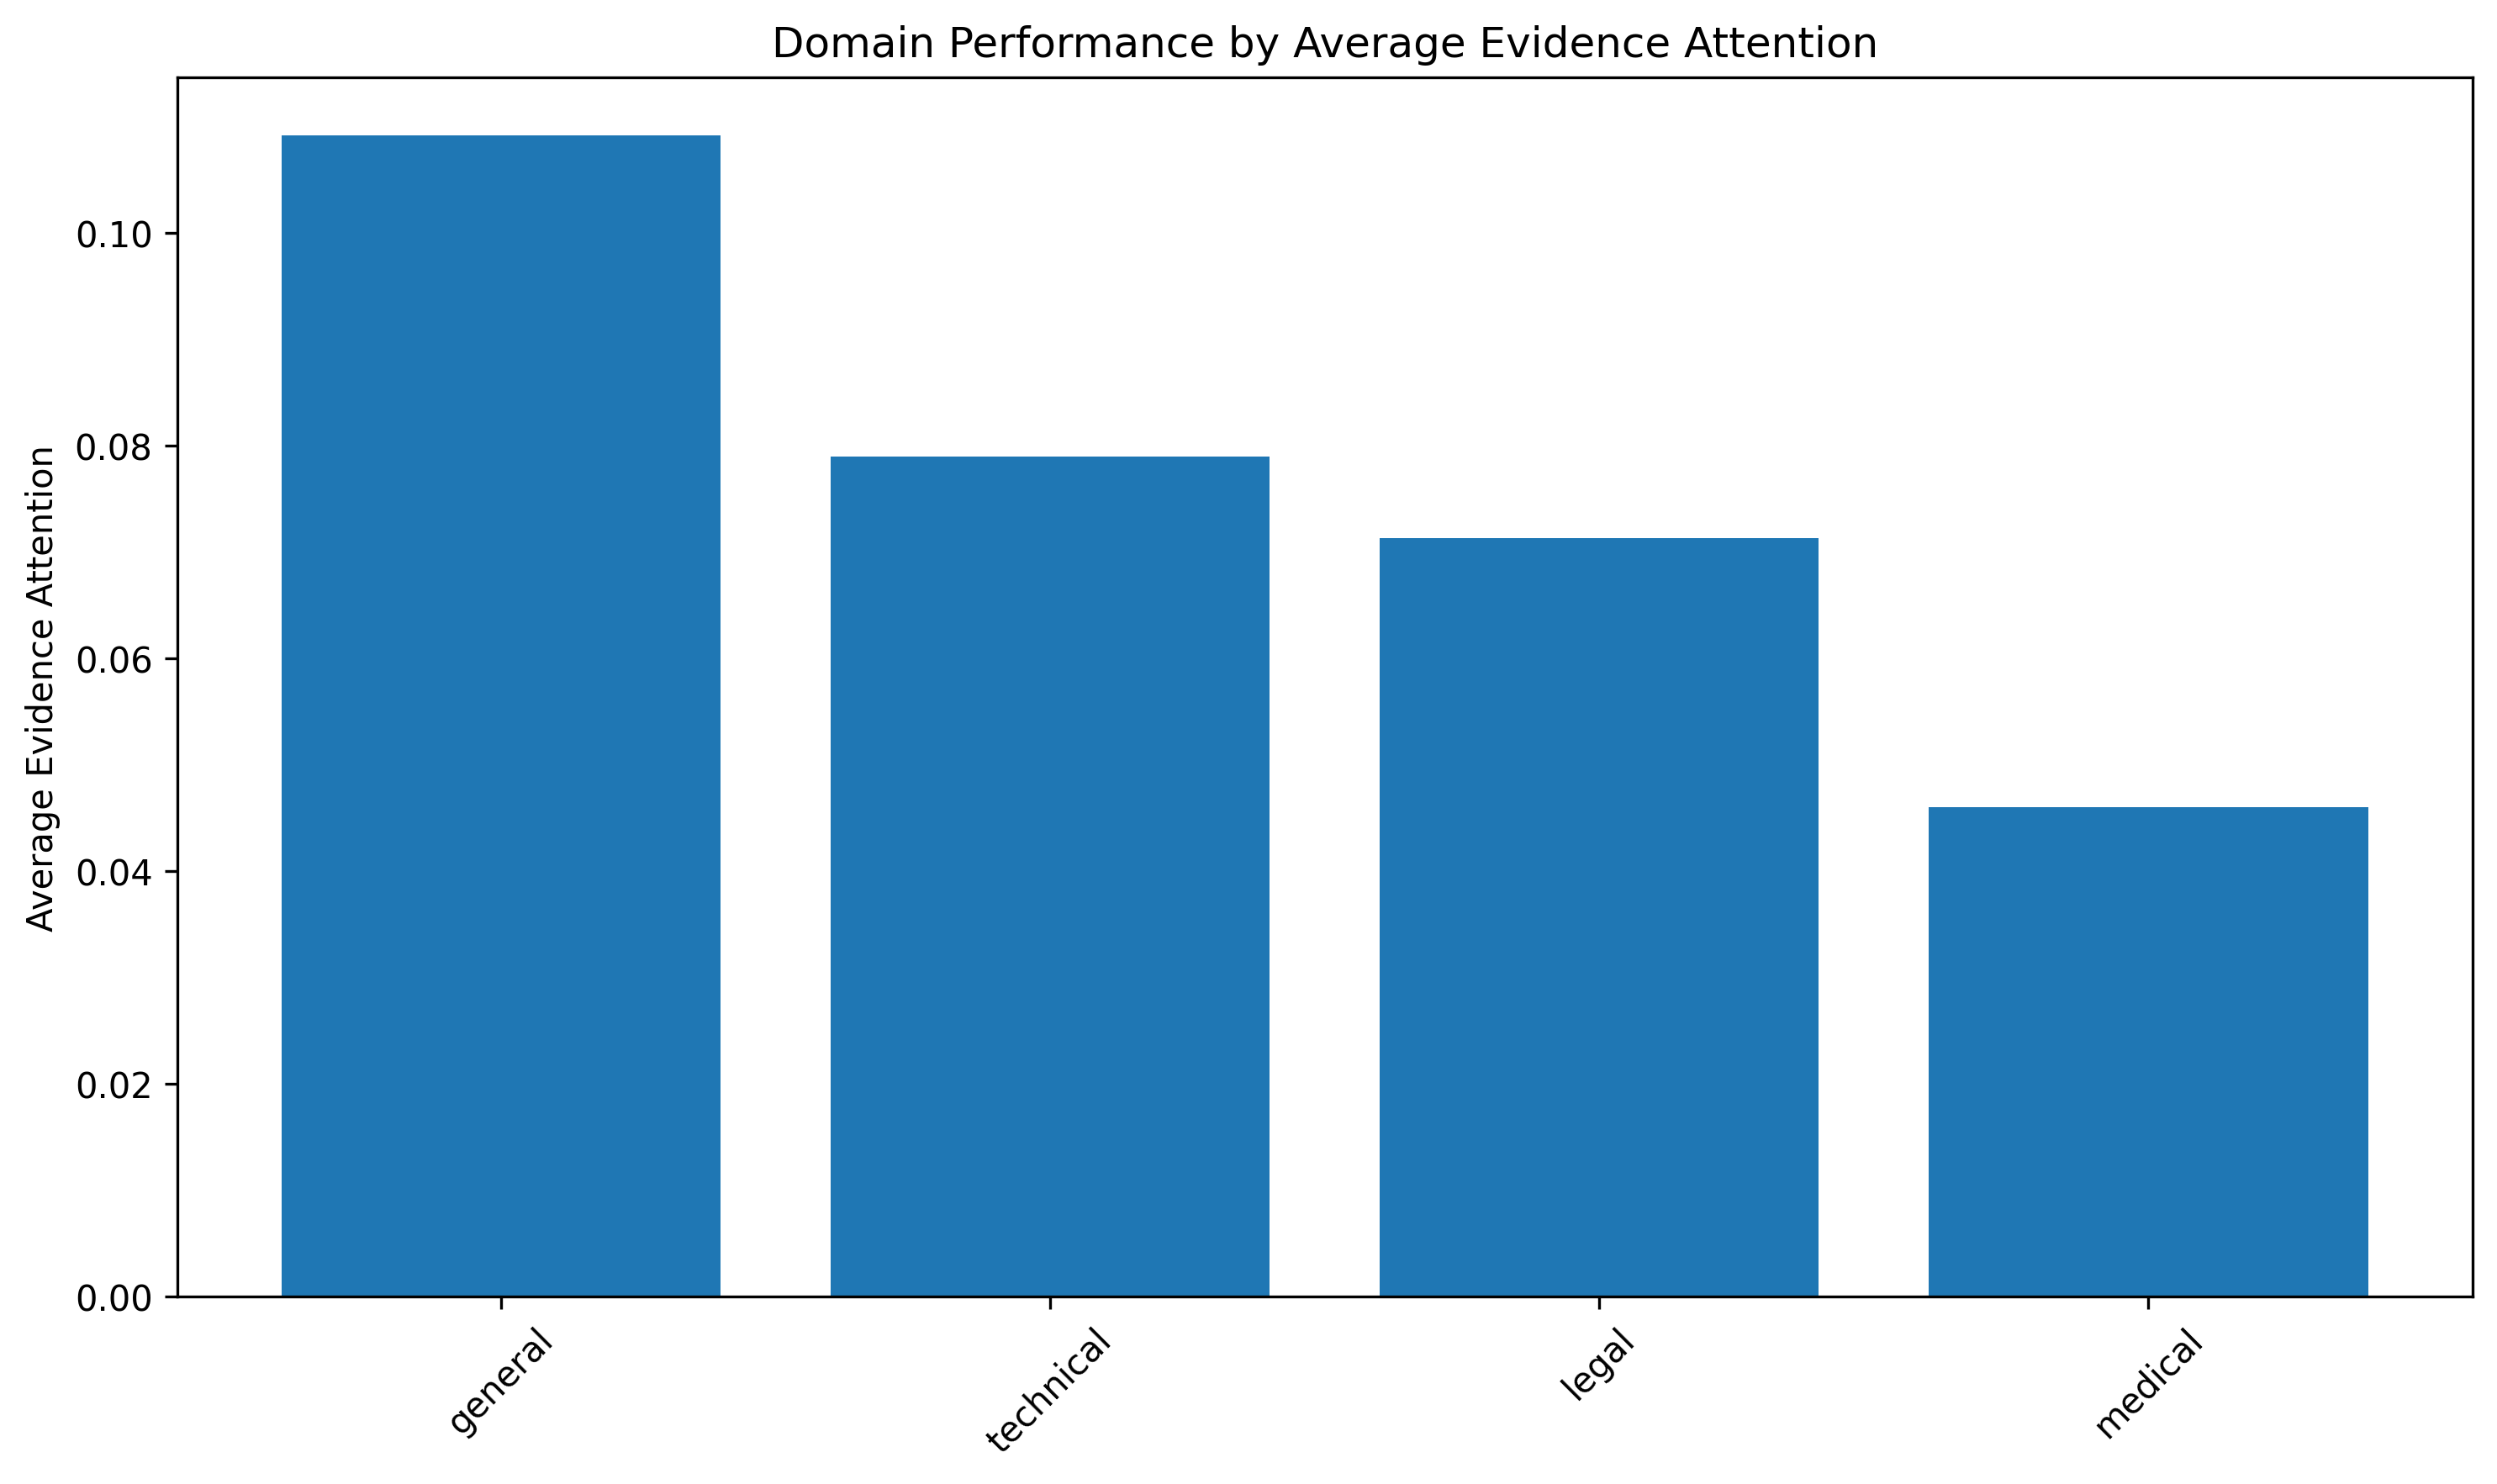 Domain Performance by Average Evidence Attention
Average Evidence Attention
0.10
0.08
0.06
0.04
0.02
0.00
general
technical
legal
medical